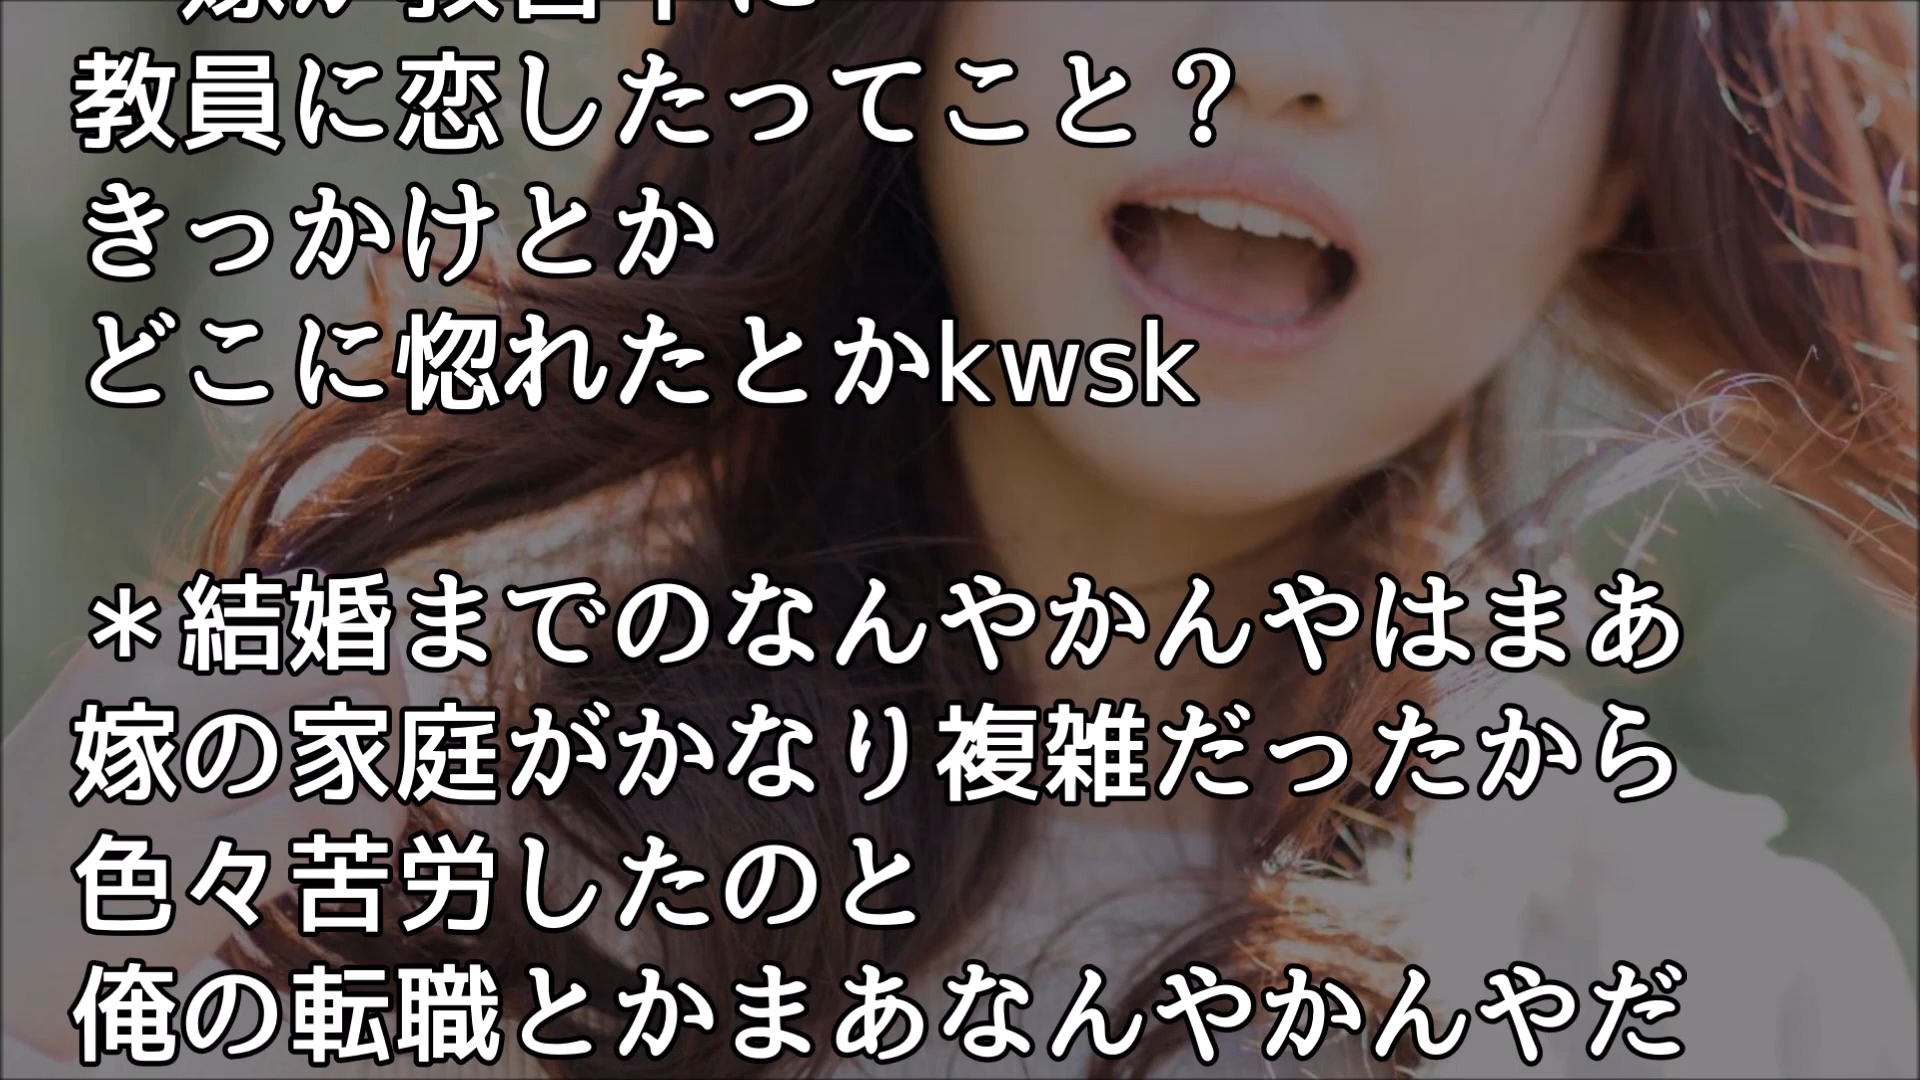 教員に恋したってこと？
きっかけとか
どこに惚れたとかkwsk
＊結婚までのなんやかんやはまあ
嫁の家庭がかなり複雑だったから
色々苦労したのと
俺の転職とかまあなんやかんやだ